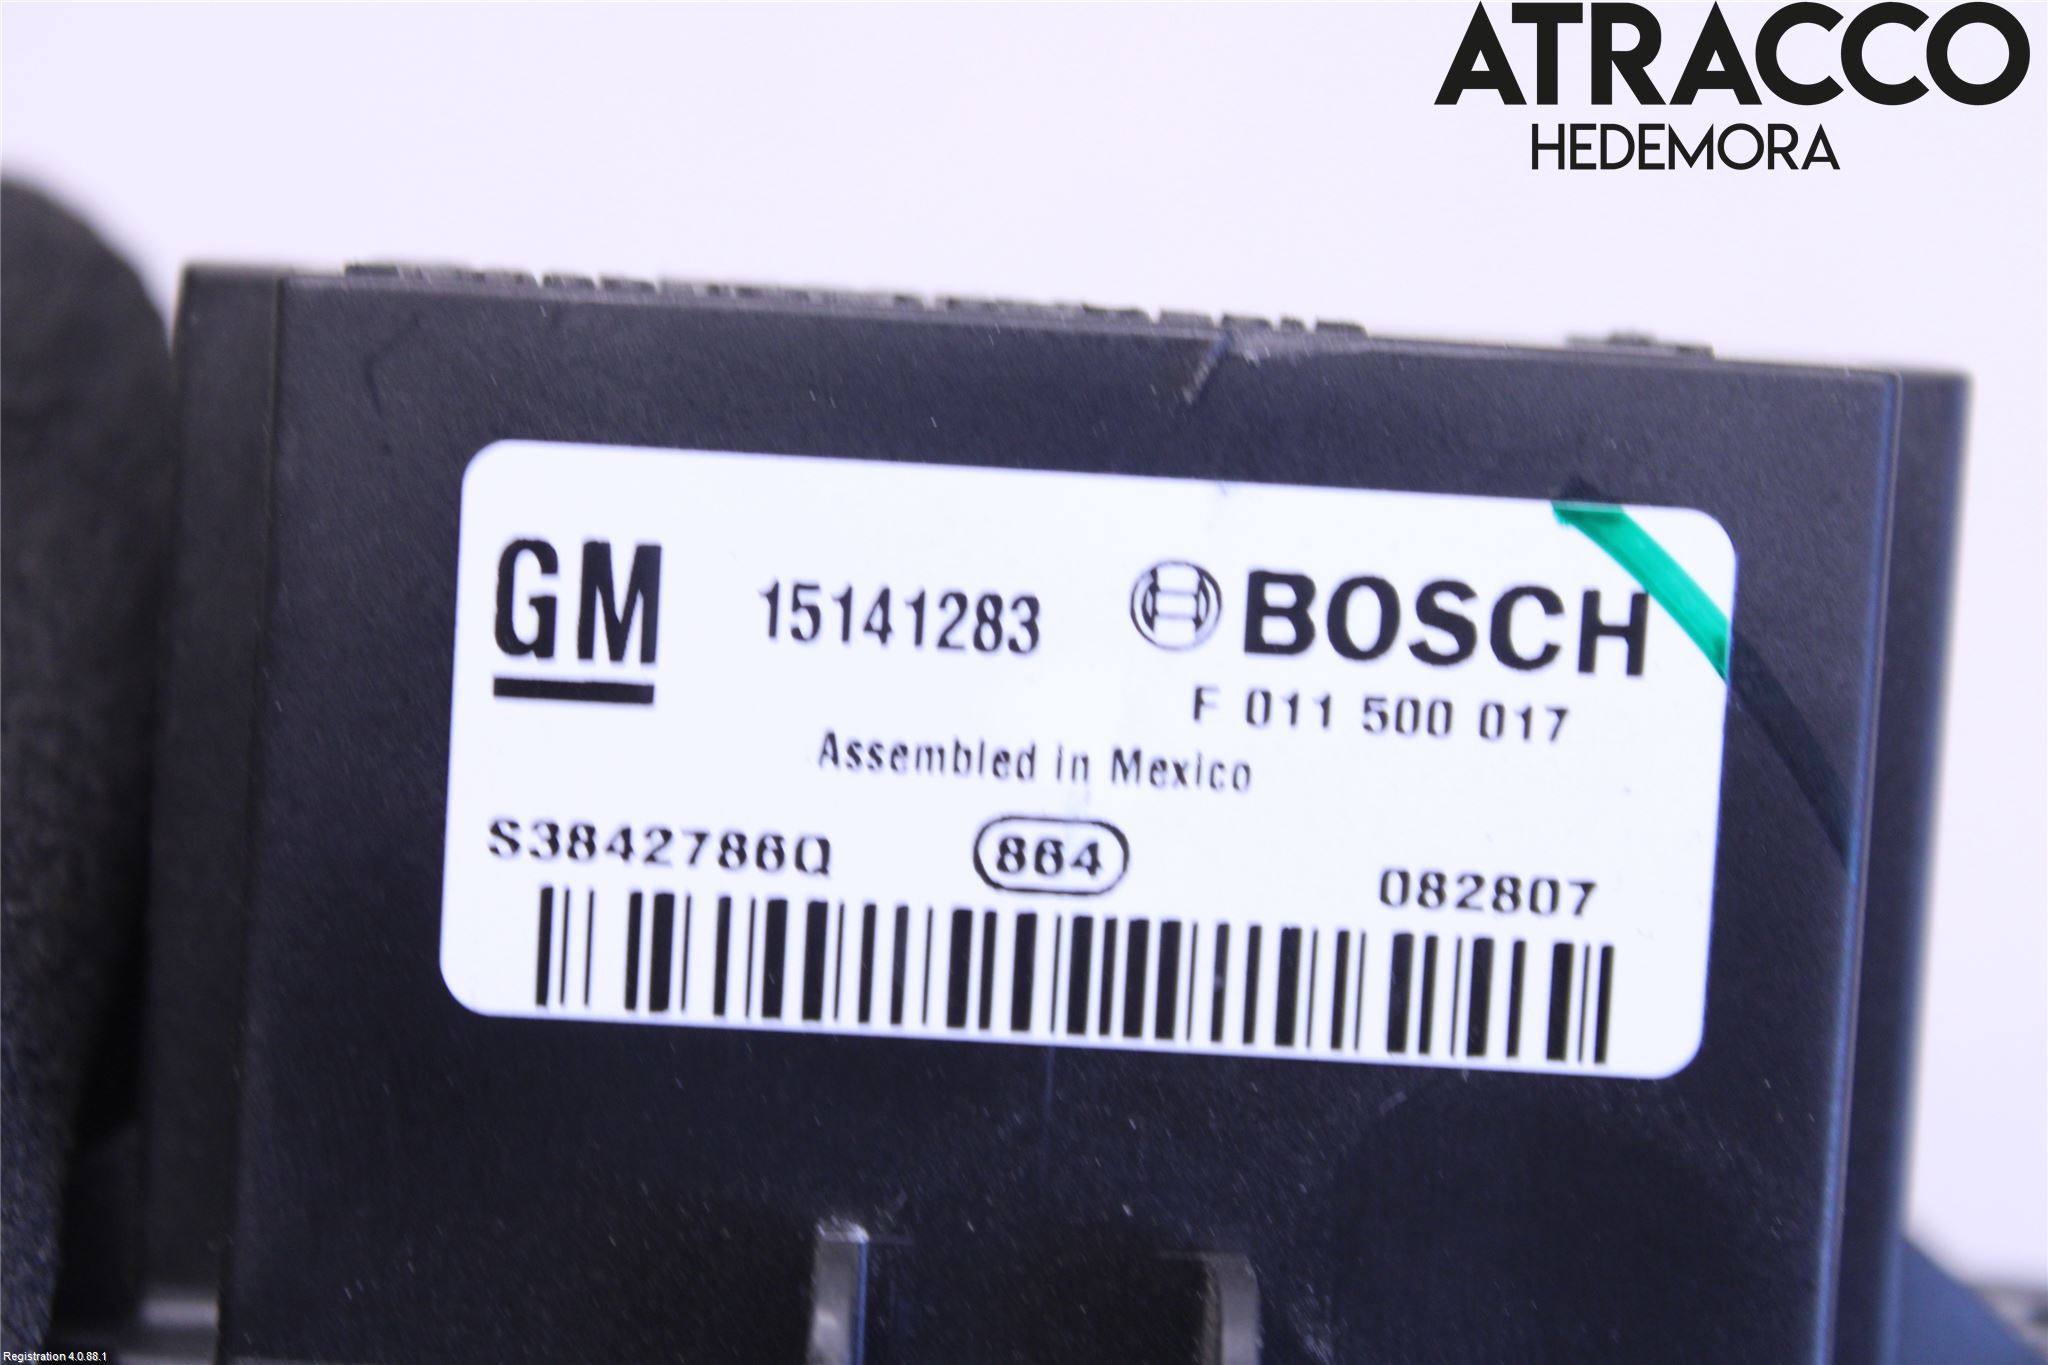 ATRACCO
HEDEMORA
GM 15141283 BOSCH
F 011 500 017
Assembled in Mexico
S3842786Q 864 082807
Registration 4.0.88.1